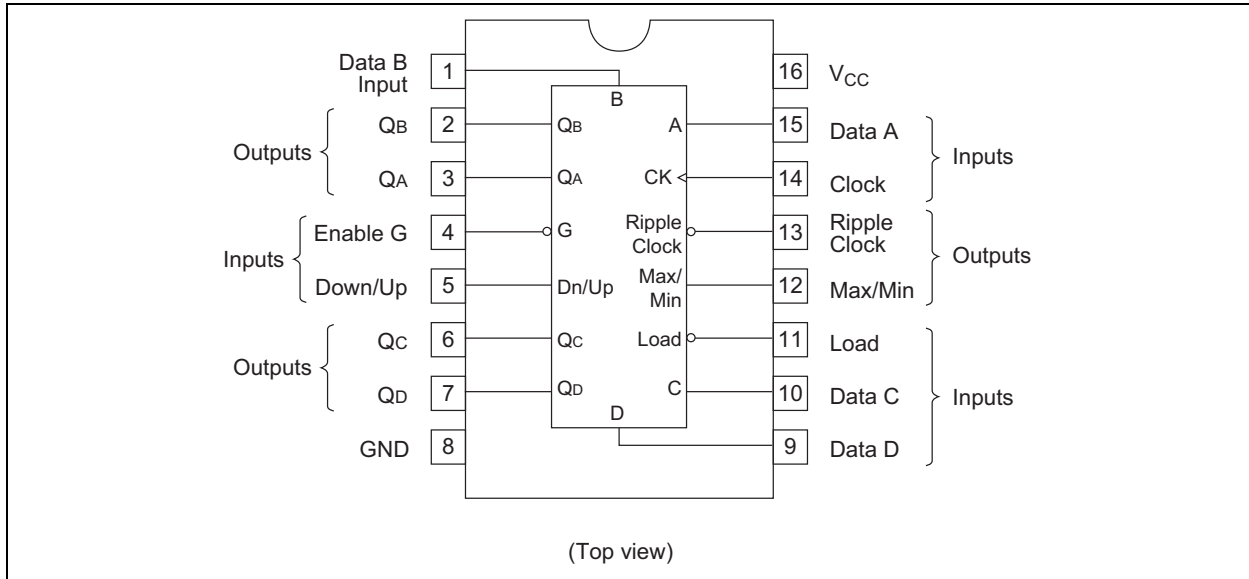 Data B
Input
1
16
VCC
B
QB
2
QB
A
15
Data A
Outputs
Inputs
QA
3
QA
CK
14
Clock
Enable G
4
G
Ripple
Clock
13
Ripple
Clock
Inputs
Outputs
Down/Up
5
Dn/Up
Max/
Min
12
Max/Min
QC
6
QC
Load
11
Load
Outputs
QD
7
QD
C
10
Data C
Inputs
D
GND
8
9
Data D
(Top view)